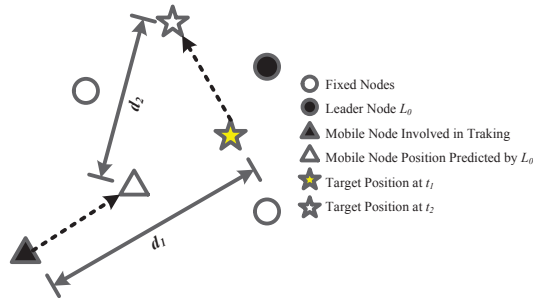 d₂
d₁
Fixed Nodes
Leader Node L₀
Mobile Node Involved in Traking
Mobile Node Position Predicted by L₀
Target Position at t₁
Target Position at t₂